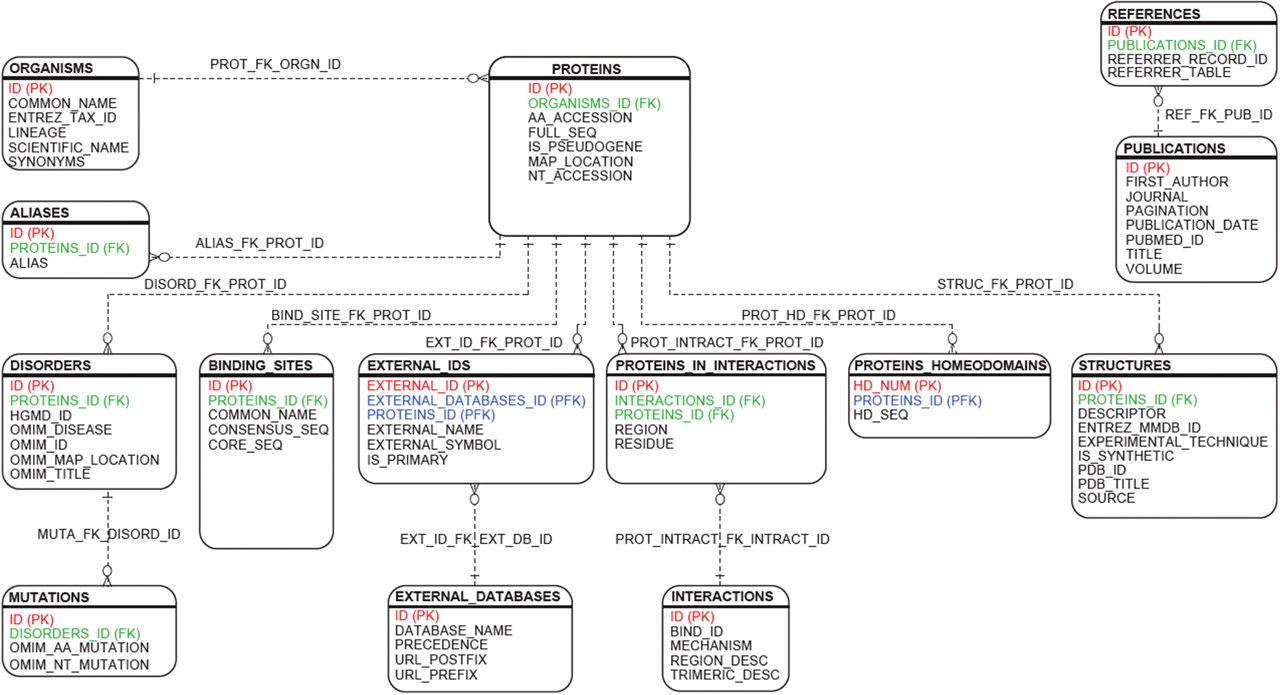 REFERENCES
ID (PK)
PUBLICATIONS_ID (FK)
REFERRER_RECORD_ID
REFERRER_TABLE
REF_FK_PUB_ID
PUBLICATIONS
ID (PK)
FIRST_AUTHOR
JOURNAL
PAGINATION
PUBLICATION_DATE
PUBMED_ID
TITLE
VOLUME
ORGANISMS
ID (PK)
COMMON_NAME
ENTREZ_TAX_ID
LINEAGE
SCIENTIFIC_NAME
SYNONYMS
PROT_FK_ORGN_ID
PROTEINS
ID (PK)
ORGANISMS_ID (FK)
AA_ACCESSION
FULL_SEQ
IS_PSEUDOGENE
MAP_LOCATION
NT_ACCESSION
ALIASES
ID (PK)
PROTEINS_ID (FK)
ALIAS
ALIAS_FK_PROT_ID
DISORD_FK_PROT_ID
BIND_SITE_FK_PROT_ID
EXT_ID_FK_PROT_ID
PROT_INTRACT_FK_PROT_ID
PROT_HD_FK_PROT_ID
STRUC_FK_PROT_ID
DISORDERS
ID (PK)
PROTEINS_ID (FK)
HGMD_ID
OMIM_DISEASE
OMIM_ID
OMIM_MAP_LOCATION
OMIM_TITLE
BINDING_SITES
ID (PK)
PROTEINS_ID (FK)
COMMON_NAME
CONSENSUS_SEQ
CORE_SEQ
EXTERNAL_IDS
EXTERNAL_ID (PK)
EXTERNAL_DATABASES_ID (PFK)
PROTEINS_ID (PFK)
EXTERNAL_NAME
EXTERNAL_SYMBOL
IS_PRIMARY
PROTEINS_IN_INTERACTIONS
ID (PK)
INTERACTIONS_ID (FK)
PROTEINS_ID (FK)
REGION
RESIDUE
PROTEINS_HOMEODOMAINS
HD_NUM (PK)
PROTEINS_ID (PFK)
HD_SEQ
STRUCTURES
ID (PK)
PROTEINS_ID (FK)
DESCRIPTOR
ENTREZ_MMDB_ID
EXPERIMENTAL_TECHNIQUE
IS_SYNTHETIC
PDB_ID
PDB_TITLE
SOURCE
MUTA_FK_DISORD_ID
EXT_ID_FK_EXT_DB_ID
PROT_INTRACT_FK_INTRACT_ID
MUTATIONS
ID (PK)
DISORDERS_ID (FK)
OMIM_AA_MUTATION
OMIM_NT_MUTATION
EXTERNAL_DATABASES
ID (PK)
DATABASE_NAME
PRECEDENCE
URL_POSTFIX
URL_PREFIX
INTERACTIONS
ID (PK)
BIND_ID
MECHANISM
REGION_DESC
TRIMERIC_DESC